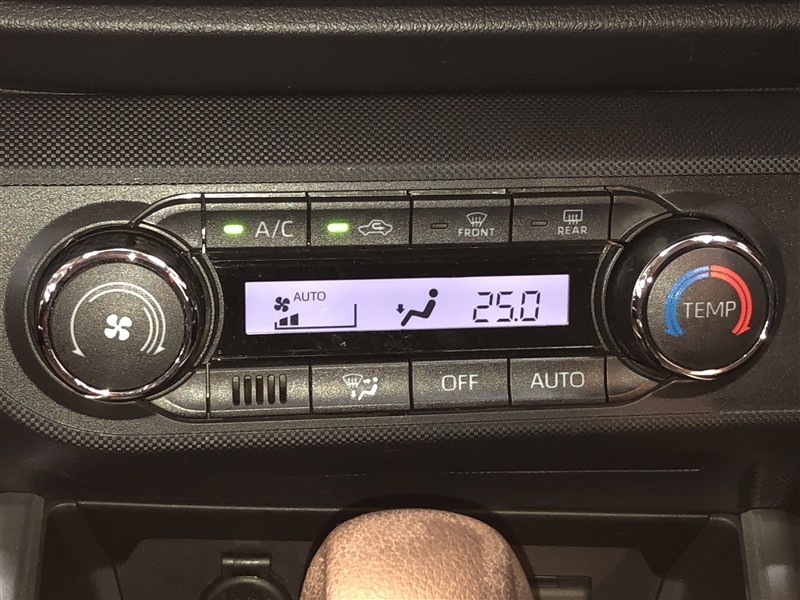 A/C
FRONT
REAR
AUTO
25.0
TEMP
OFF
AUTO